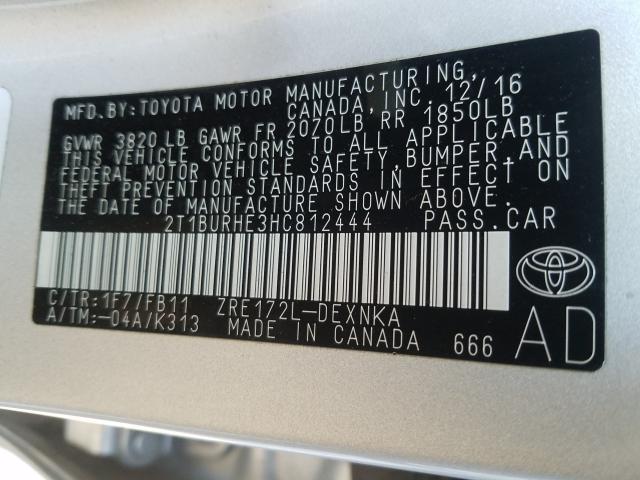 MFD. BY: TOYOTA MOTOR MANUFACTURING,
CANADA, INC. 12/16
GVWR 3820 LB GAWR FR 2070LB RR 1850LB
THIS VEHICLE CONFORMS TO ALL APPLICABLE
FEDERAL MOTOR VEHICLE SAFETY, BUMPER, AND
THEFT PREVENTION STANDARDS IN EFFECT ON
THE DATE OF MANUFACTURE SHOWN ABOVE.
2T1BURHE3HC812444 PASS. CAR
C/TR: 1F7/FB11 ZRE172L-DEXNKA
A/TM: -04A/K313 MADE IN CANADA 666
AD